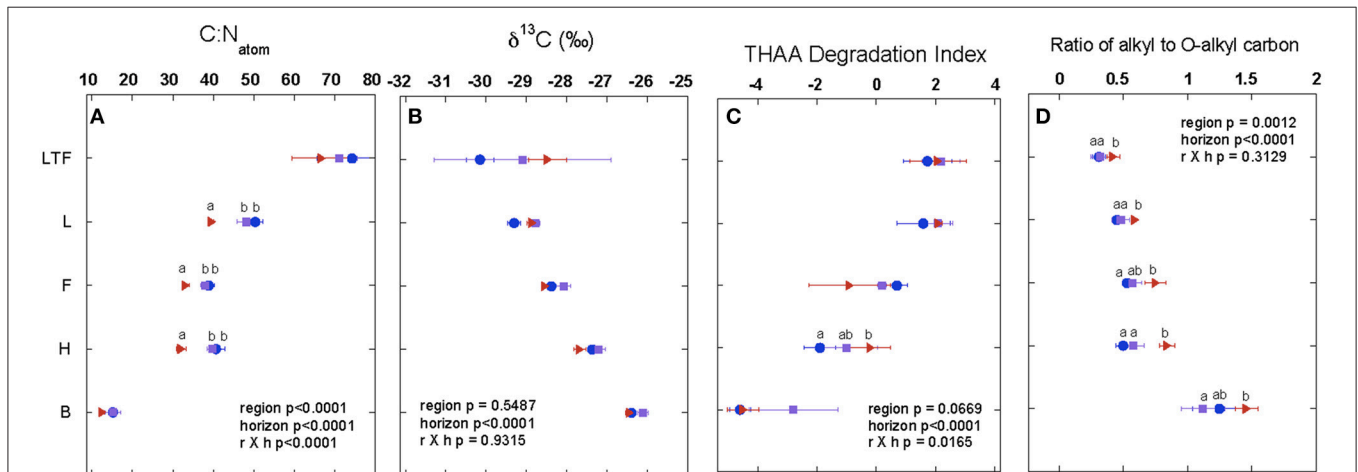 C:N atom
10 20 30 40 50 60 70 80
A
LTF
L
F
H
B
a b b
a b b
a b b
region p<0.0001
horizon p<0.0001
r X h p<0.0001
δ13C (‰)
-32 -31 -30 -29 -28 -27 -26 -25
B
region p = 0.5487
horizon p<0.0001
r X h p = 0.9315
THAA Degradation Index
-4 -2 0 2 4
C
a ab b
region p = 0.0669
horizon p<0.0001
r X h p = 0.0165
Ratio of alkyl to O-alkyl carbon
0 0.5 1 1.5 2
D
region p = 0.0012
horizon p<0.0001
r X h p = 0.3129
aa b
aa b
a ab b
a a b
a ab b